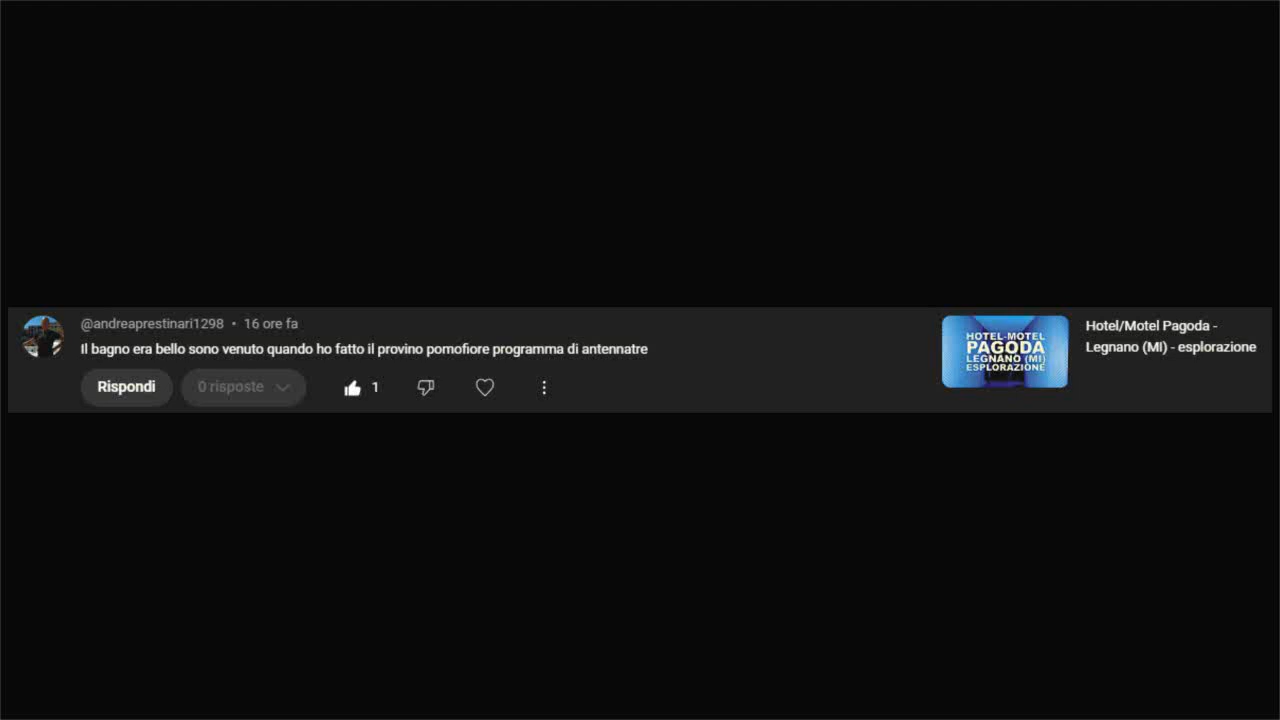 @andreaprestinari1298 • 16 ore fa
Il bagno era bello sono venuto quando ho fatto il provino pomofiore programma di antennatre
Rispondi
0 risposte
1
HOTEL-MOTEL
PAGODA
LEGNANO (MI)
ESPLORAZIONE
Hotel/Motel Pagoda -
Legnano (MI) - esplorazione